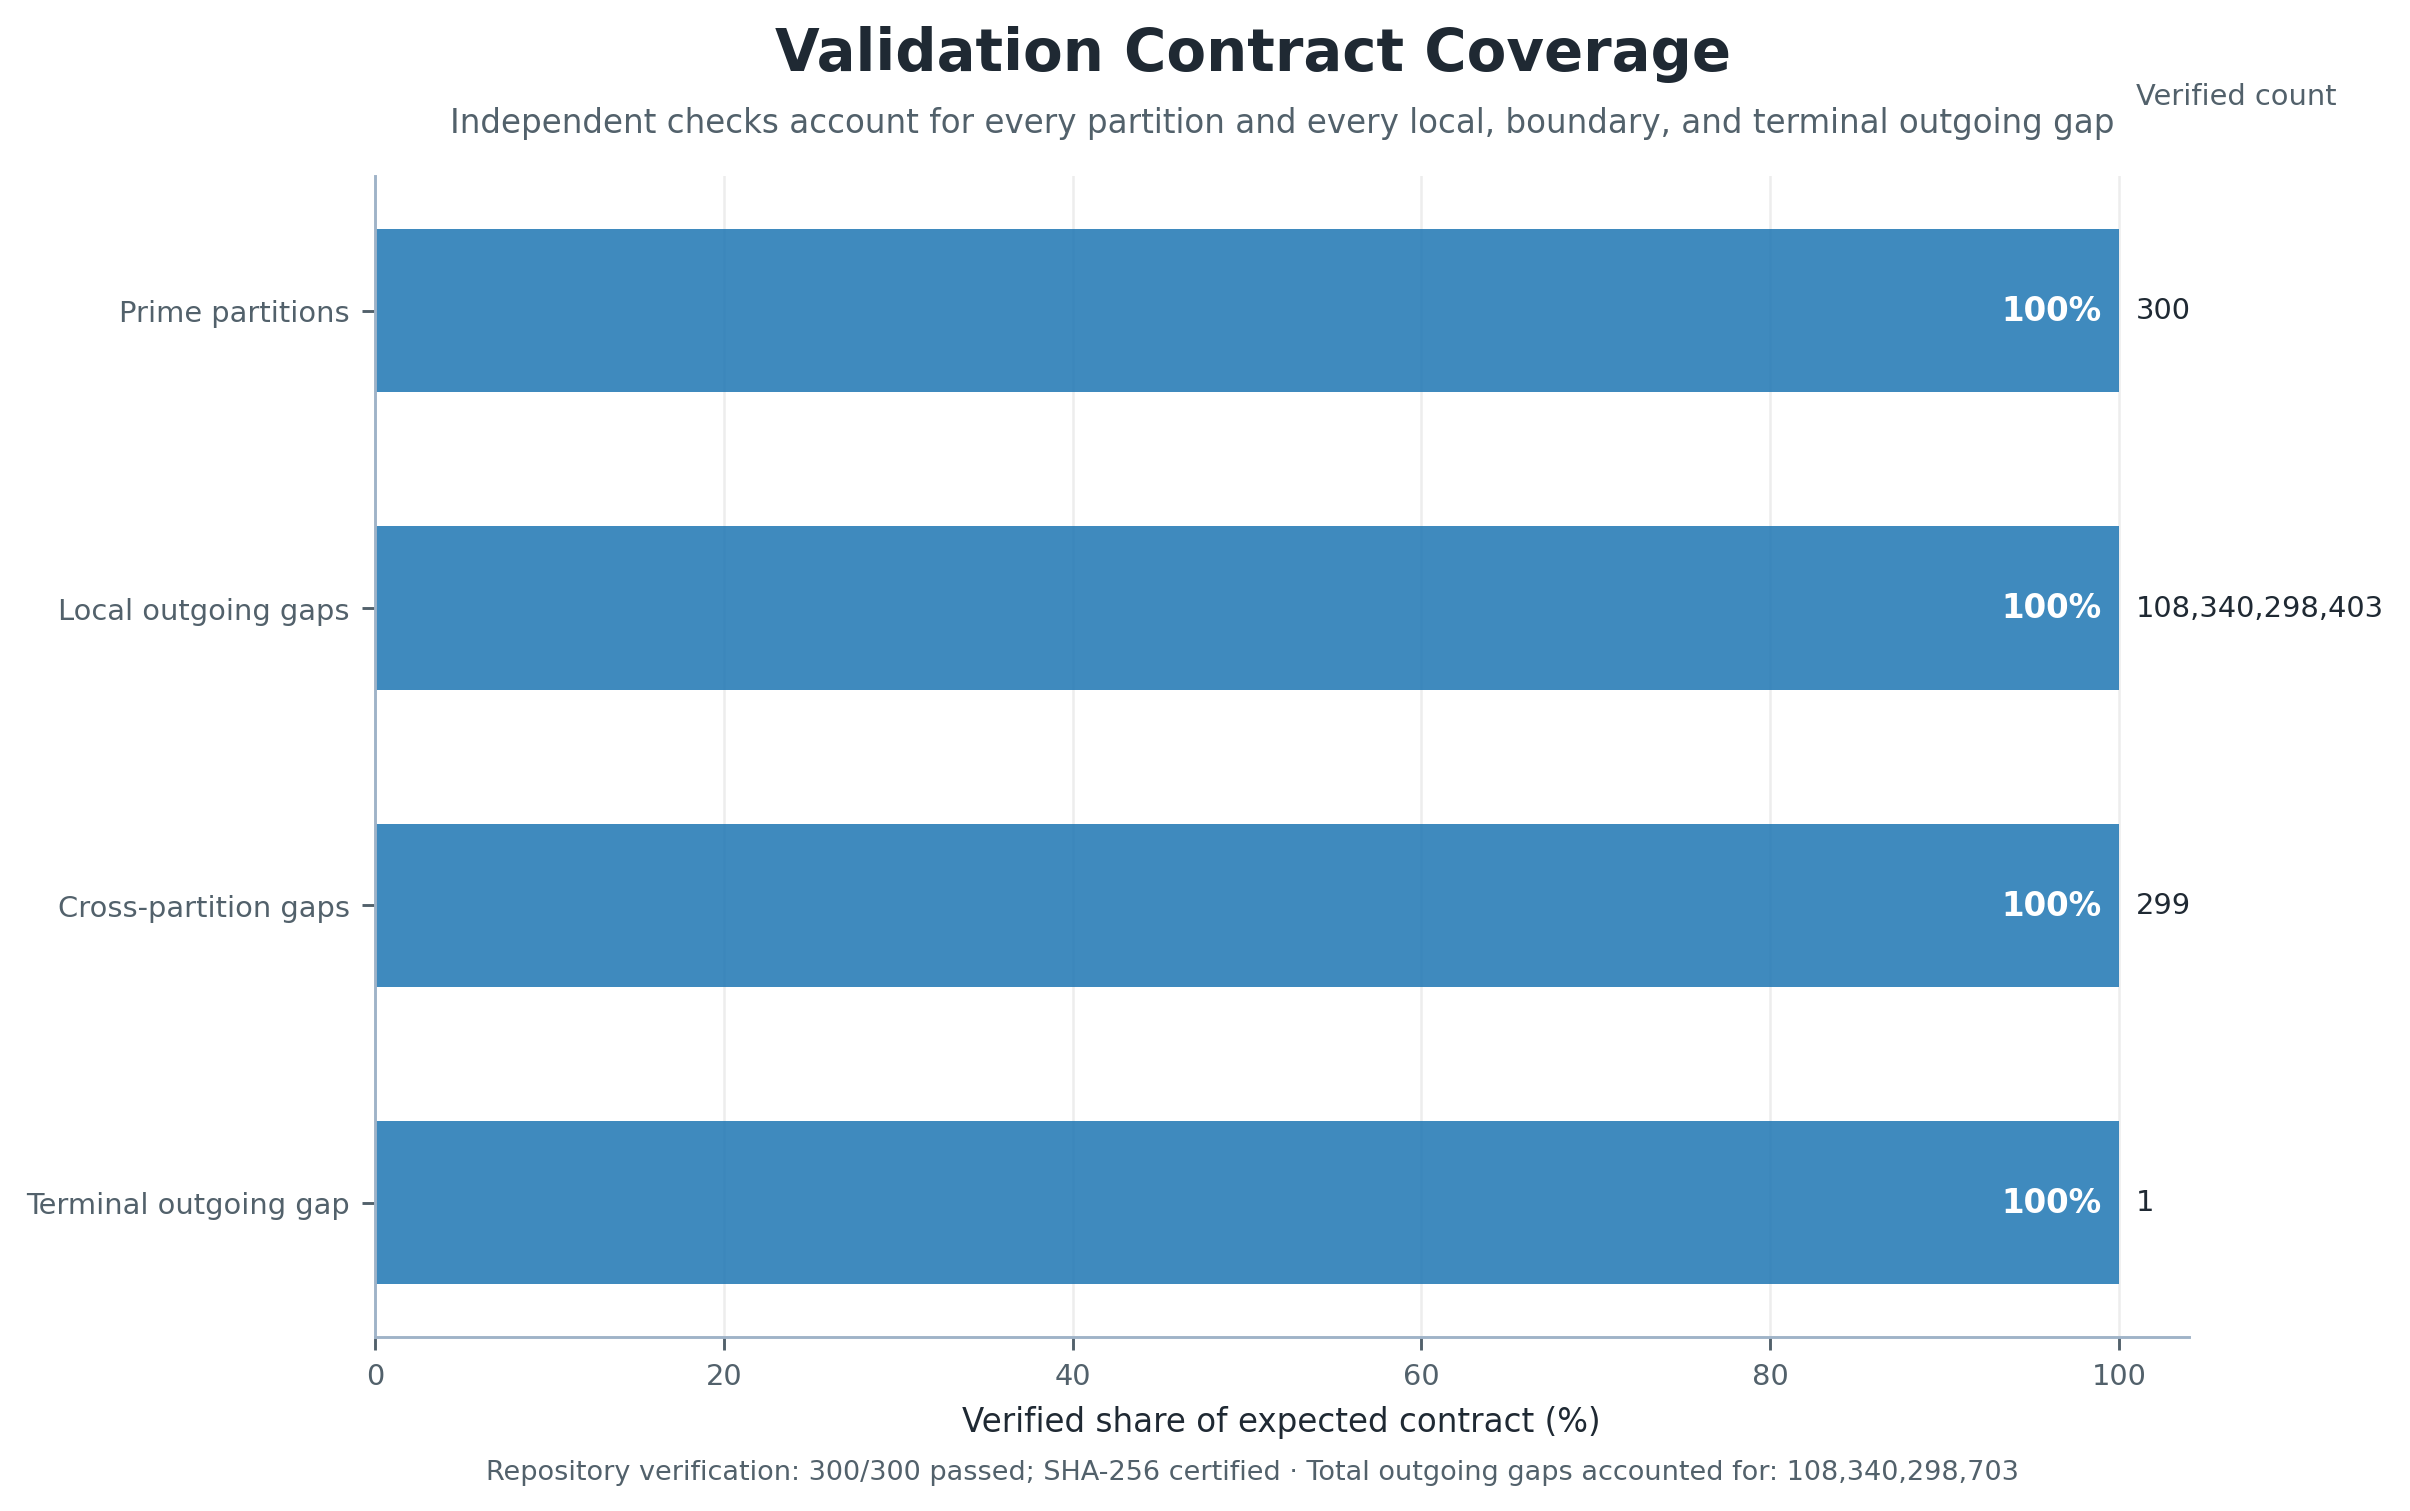 Validation Contract Coverage
Verified count
Independent checks account for every partition and every local, boundary, and terminal outgoing gap
Prime partitions
100%
300
Local outgoing gaps
100%
108,340,298,403
Cross-partition gaps
100%
299
Terminal outgoing gap
100%
1
0 20 40 60 80 100
Verified share of expected contract (%)
Repository verification: 300/300 passed; SHA-256 certified · Total outgoing gaps accounted for: 108,340,298,703